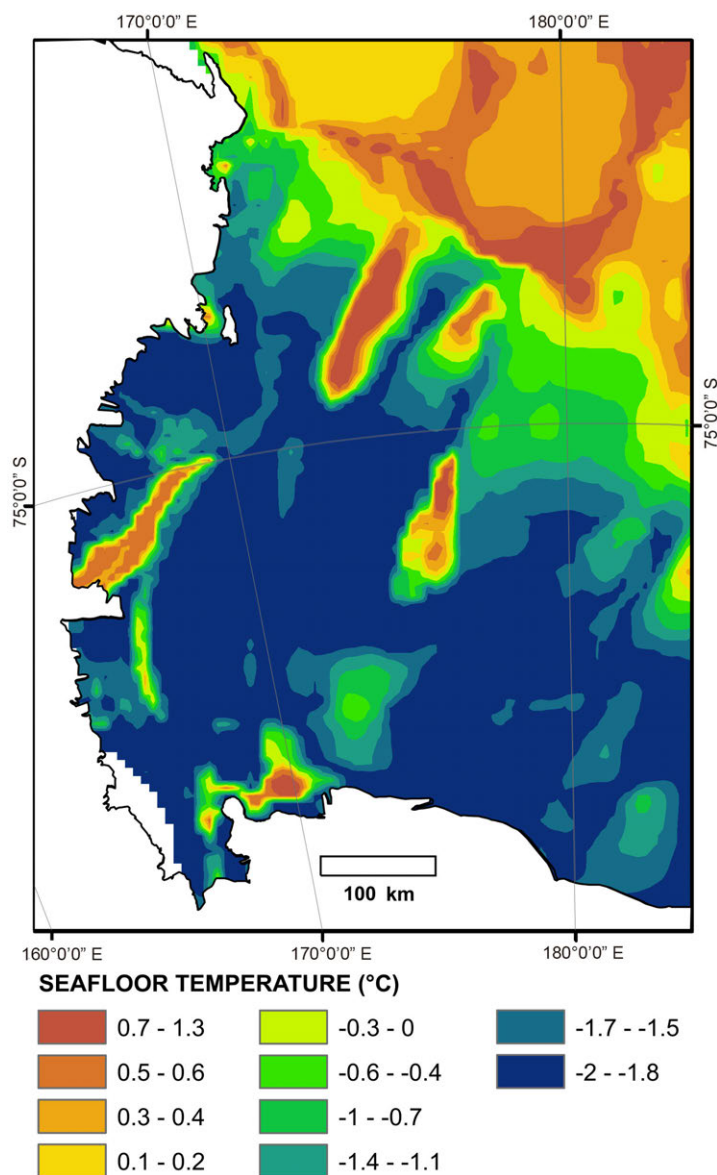 170°0'0" E 180°0'0" E
75°0'0" S
75°0'0" S
100 km
160°0'0" E 170°0'0" E 180°0'0" E
SEAFLOOR TEMPERATURE (°C)
0.7 - 1.3 -0.3 - 0 -1.7 - -1.5
0.5 - 0.6 -0.6 - -0.4 -2 - -1.8
0.3 - 0.4 -1 - -0.7
0.1 - 0.2 -1.4 - -1.1